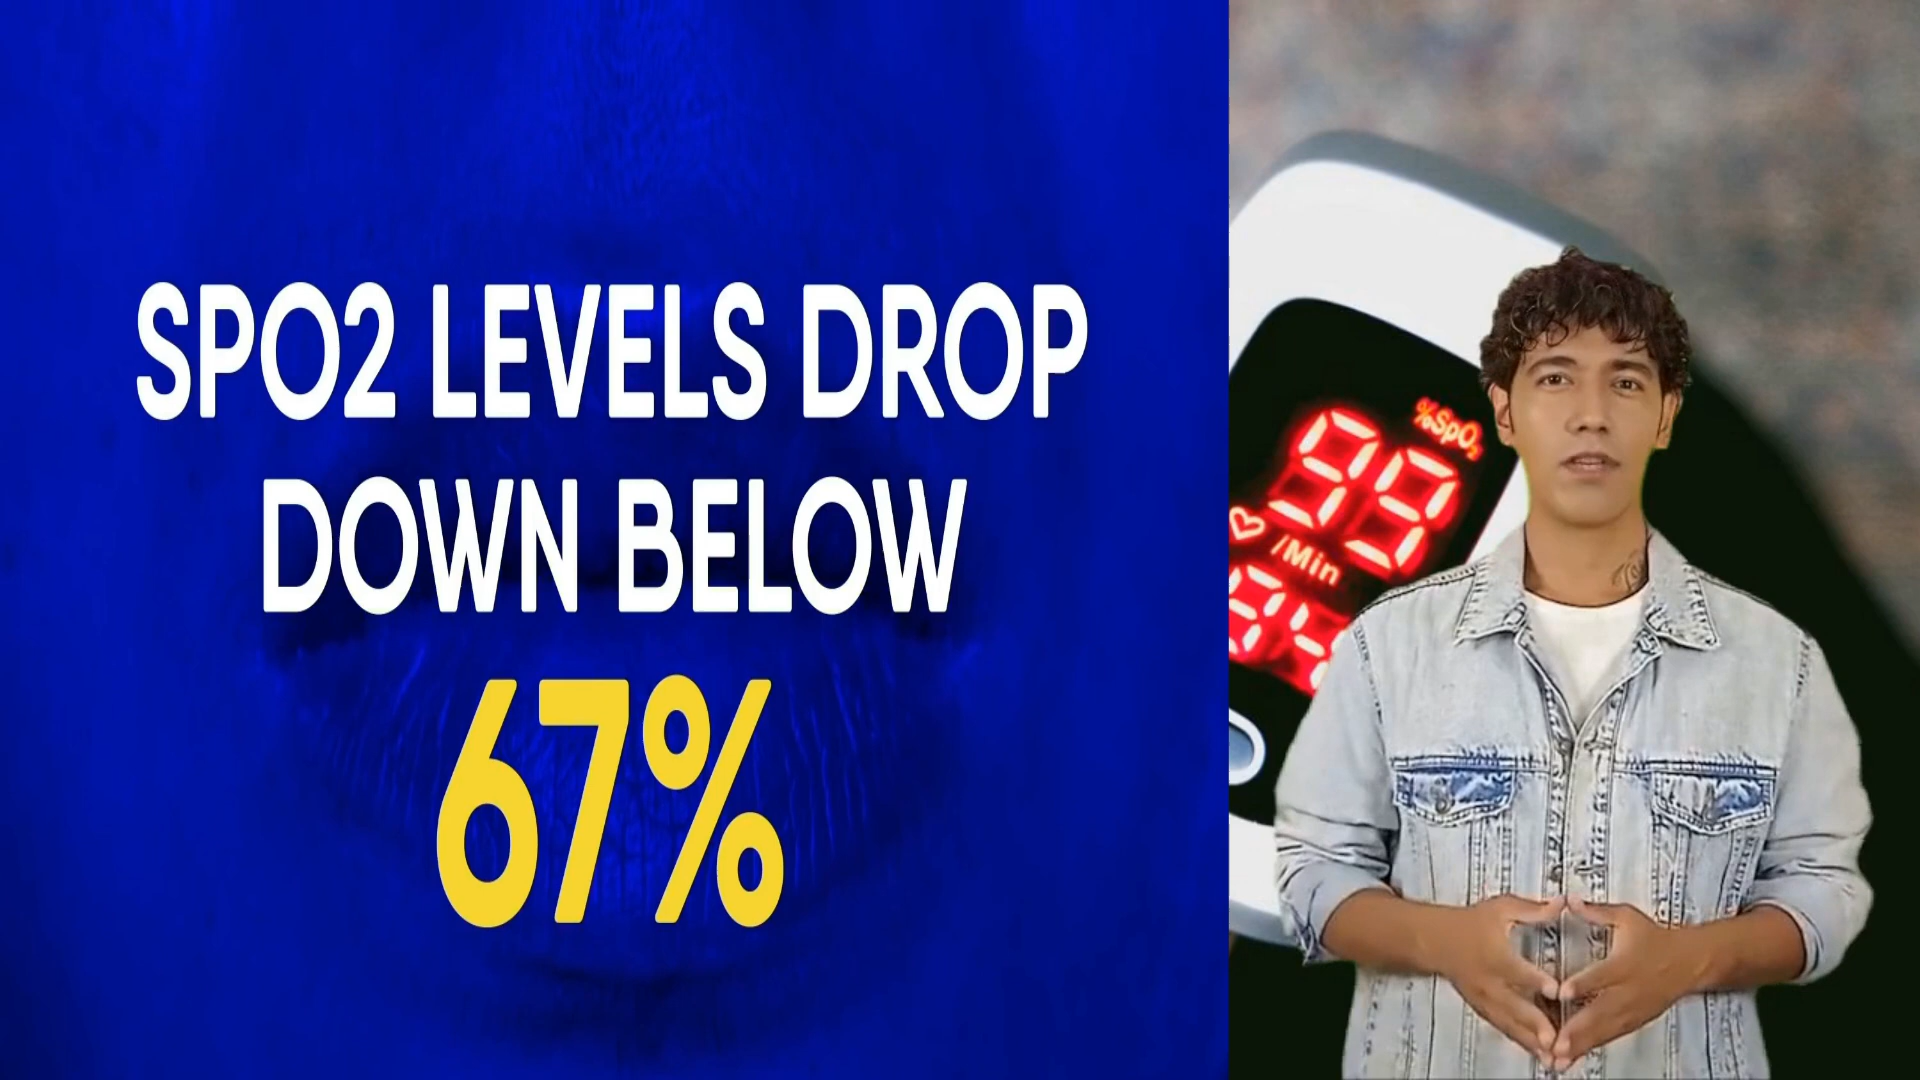 SPO2 LEVELS DROP
DOWN BELOW
67%
%SpO₂
99
/Min